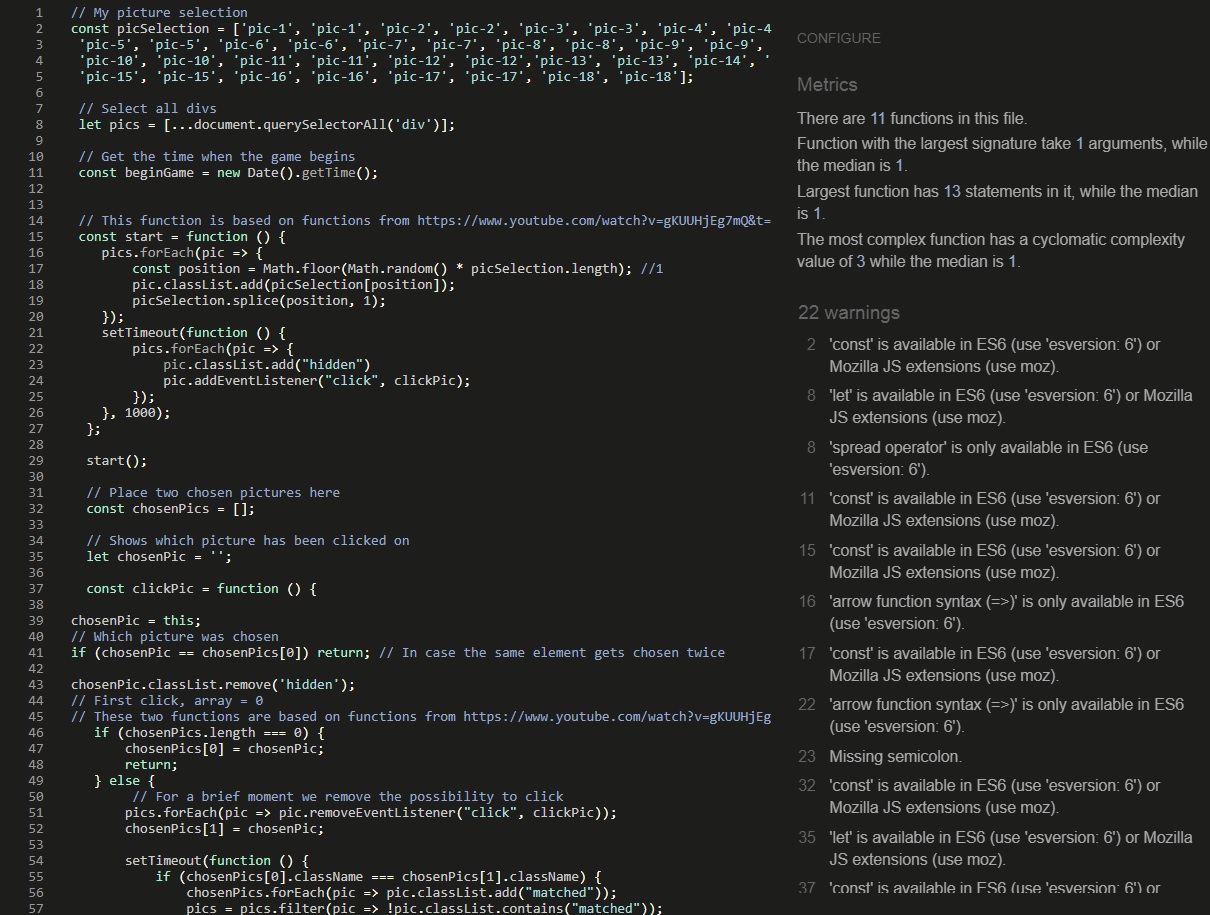 1 // My picture selection
2 const picSelection = ['pic-1', 'pic-1', 'pic-2', 'pic-2', 'pic-3', 'pic-3', 'pic-4', 'pic-4
3 'pic-5', 'pic-5', 'pic-6', 'pic-6', 'pic-7', 'pic-7', 'pic-8', 'pic-8', 'pic-9', 'pic-9',
4 'pic-10', 'pic-10', 'pic-11', 'pic-11', 'pic-12', 'pic-12','pic-13', 'pic-13', 'pic-14', '
5 'pic-15', 'pic-15', 'pic-16', 'pic-16', 'pic-17', 'pic-17', 'pic-18', 'pic-18'];
6
7 // Select all divs
8 let pics = [...document.querySelectorAll('div')];
9
10 // Get the time when the game begins
11 const beginGame = new Date().getTime();
12
13
14 // This function is based on functions from https://www.youtube.com/watch?v=gKUUHjEg7mQ&t=
15 const start = function () {
16 pics.forEach(pic => {
17 const position = Math.floor(Math.random() * picSelection.length); //1
18 pic.classList.add(picSelection[position]);
19 picSelection.splice(position, 1);
20 });
21 setTimeout(function () {
22 pics.forEach(pic => {
23 pic.classList.add("hidden")
24 pic.addEventListener("click", clickPic);
25 });
26 }, 1000);
27 };
28
29 start();
30
31 // Place two chosen pictures here
32 const chosenPics = [];
33
34 // Shows which picture has been clicked on
35 let chosenPic = '';
36
37 const clickPic = function () {
38
39 chosenPic = this;
40 // Which picture was chosen
41 if (chosenPic == chosenPics[0]) return; // In case the same element gets chosen twice
42
43 chosenPic.classList.remove('hidden');
44 // First click, array = 0
45 // These two functions are based on functions from https://www.youtube.com/watch?v=gKUUHjEg
46 if (chosenPics.length === 0) {
47 chosenPics[0] = chosenPic;
48 return;
49 } else {
50 // For a brief moment we remove the possibility to click
51 pics.forEach(pic => pic.removeEventListener("click", clickPic));
52 chosenPics[1] = chosenPic;
53
54 setTimeout(function () {
55 if (chosenPics[0].className === chosenPics[1].className) {
56 chosenPics.forEach(pic => pic.classList.add("matched"));
57 pics = pics.filter(pic => !pic.classList.contains("matched"));
CONFIGURE
Metrics
There are 11 functions in this file.
Function with the largest signature take 1 arguments, while
the median is 1.
Largest function has 13 statements in it, while the median
is 1.
The most complex function has a cyclomatic complexity
value of 3 while the median is 1.
22 warnings
2 'const' is available in ES6 (use 'esversion: 6') or
Mozilla JS extensions (use moz).
8 'let' is available in ES6 (use 'esversion: 6') or Mozilla
JS extensions (use moz).
8 'spread operator' is only available in ES6 (use
'esversion: 6').
11 'const' is available in ES6 (use 'esversion: 6') or
Mozilla JS extensions (use moz).
15 'const' is available in ES6 (use 'esversion: 6') or
Mozilla JS extensions (use moz).
16 'arrow function syntax (=>)' is only available in ES6
(use 'esversion: 6').
17 'const' is available in ES6 (use 'esversion: 6') or
Mozilla JS extensions (use moz).
22 'arrow function syntax (=>)' is only available in ES6
(use 'esversion: 6').
23 Missing semicolon.
32 'const' is available in ES6 (use 'esversion: 6') or
Mozilla JS extensions (use moz).
35 'let' is available in ES6 (use 'esversion: 6') or Mozilla
JS extensions (use moz).
37 'const' is available in ES6 (use 'esversion: 6') or